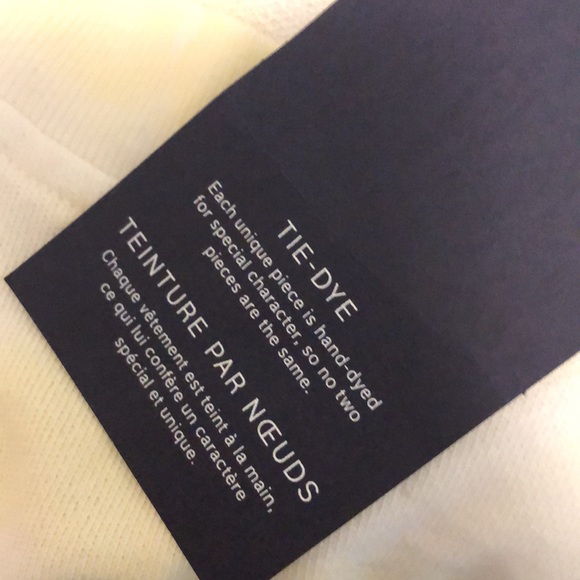 TIE-DYE
Each unique piece is hand-dyed
for special character, so no two
pieces are the same.
TEINTURE PAR NŒUDS
Chaque vêtement est teint à la main,
ce qui lui confère un caractère
spécial et unique.